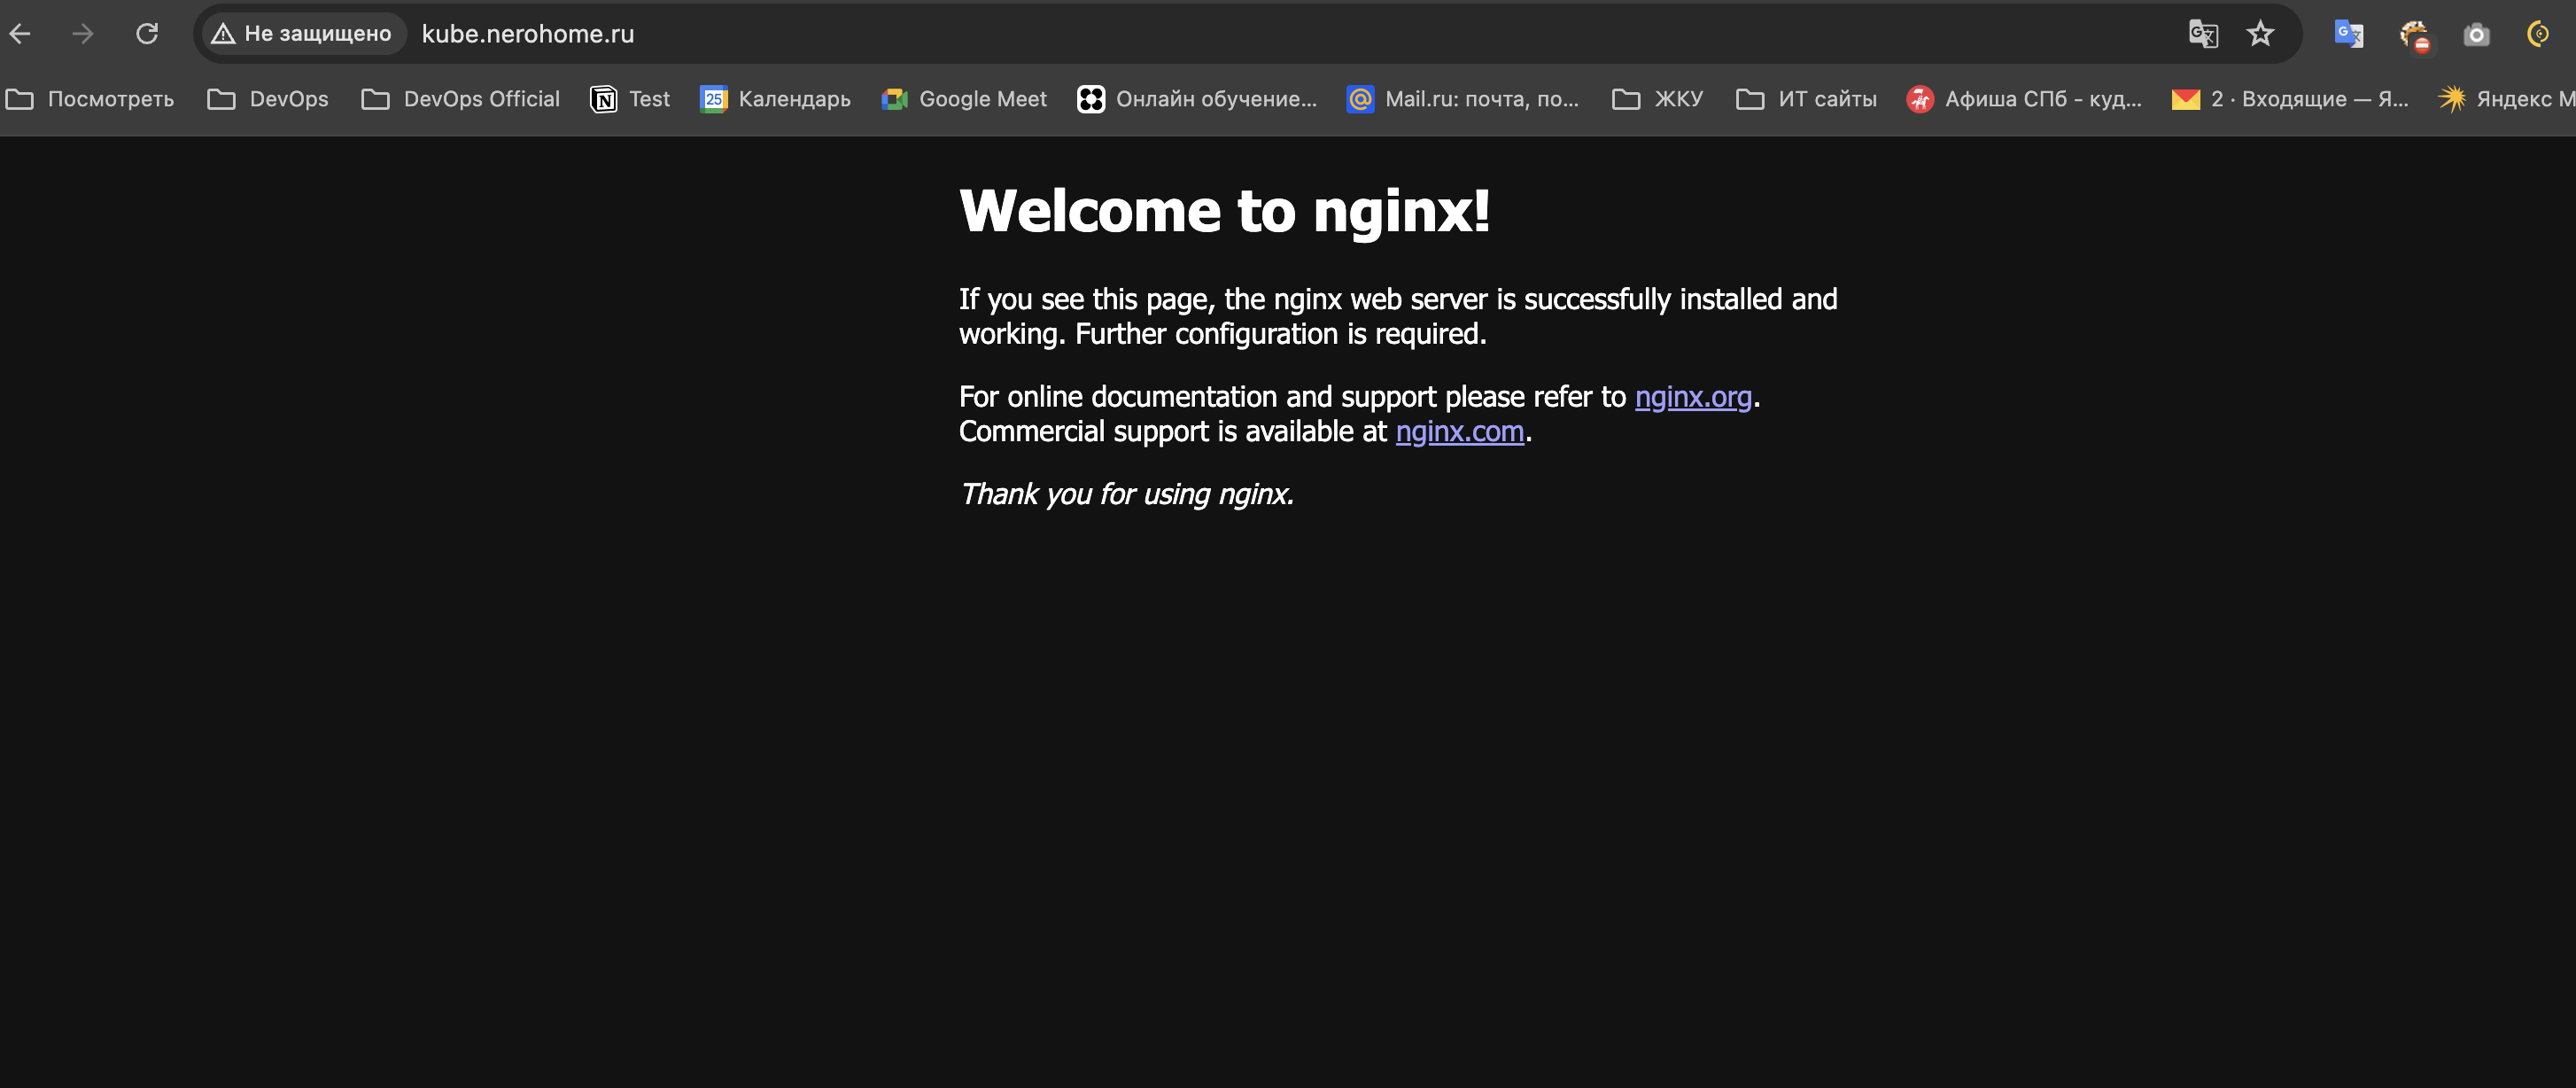 Не защищено kube.nerohome.ru
Посмотреть DevOps DevOps Official Test 25 Календарь Google Meet Онлайн обучение... Mail.ru: почта, по... ЖКУ ИТ сайты Афиша СПб - куд... 2 · Входящие — Я... Яндекс М
Welcome to nginx!
If you see this page, the nginx web server is successfully installed and
working. Further configuration is required.
For online documentation and support please refer to nginx.org.
Commercial support is available at nginx.com.
Thank you for using nginx.